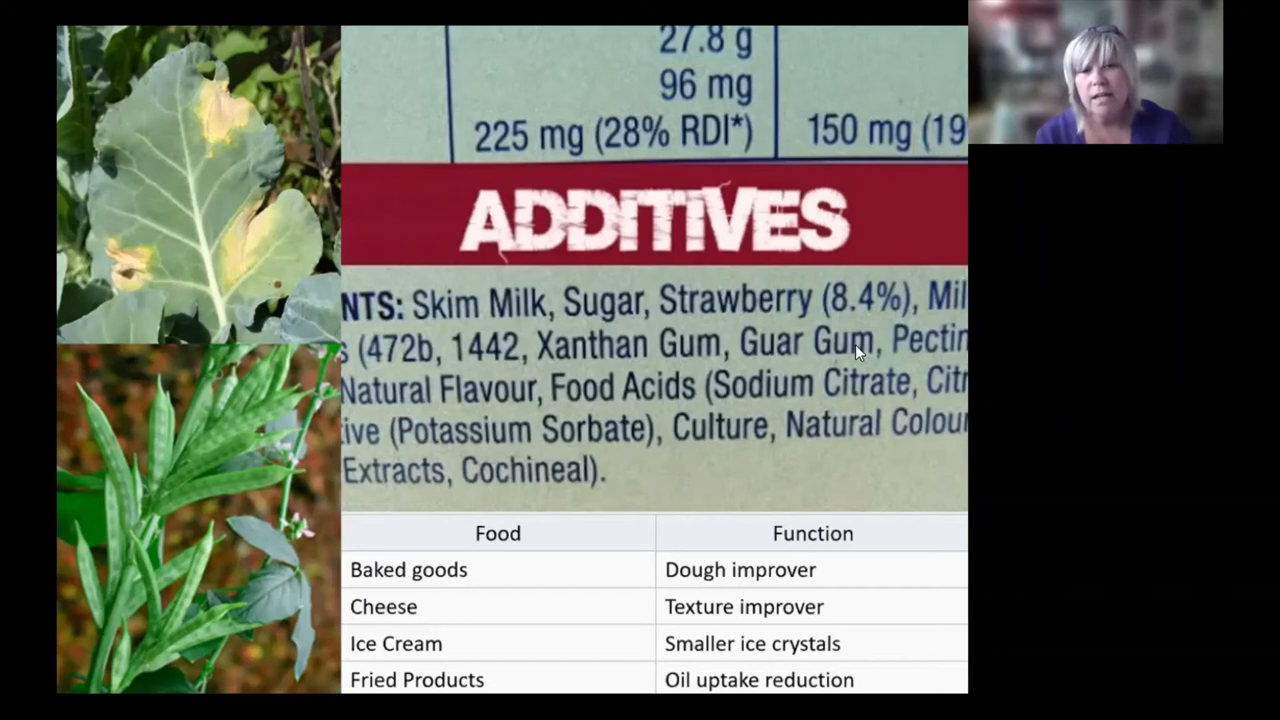 27.8 g
96 mg
225 mg (28% RDI*) 150 mg (19
ADDITIVES
NTS: Skim Milk, Sugar, Strawberry (8.4%), Mil
s (472b, 1442, Xanthan Gum, Guar Gum, Pectin
Natural Flavour, Food Acids (Sodium Citrate, Citr
ive (Potassium Sorbate), Culture, Natural Colou
Extracts, Cochineal).
Food Function
Baked goods Dough improver
Cheese Texture improver
Ice Cream Smaller ice crystals
Fried Products Oil uptake reduction